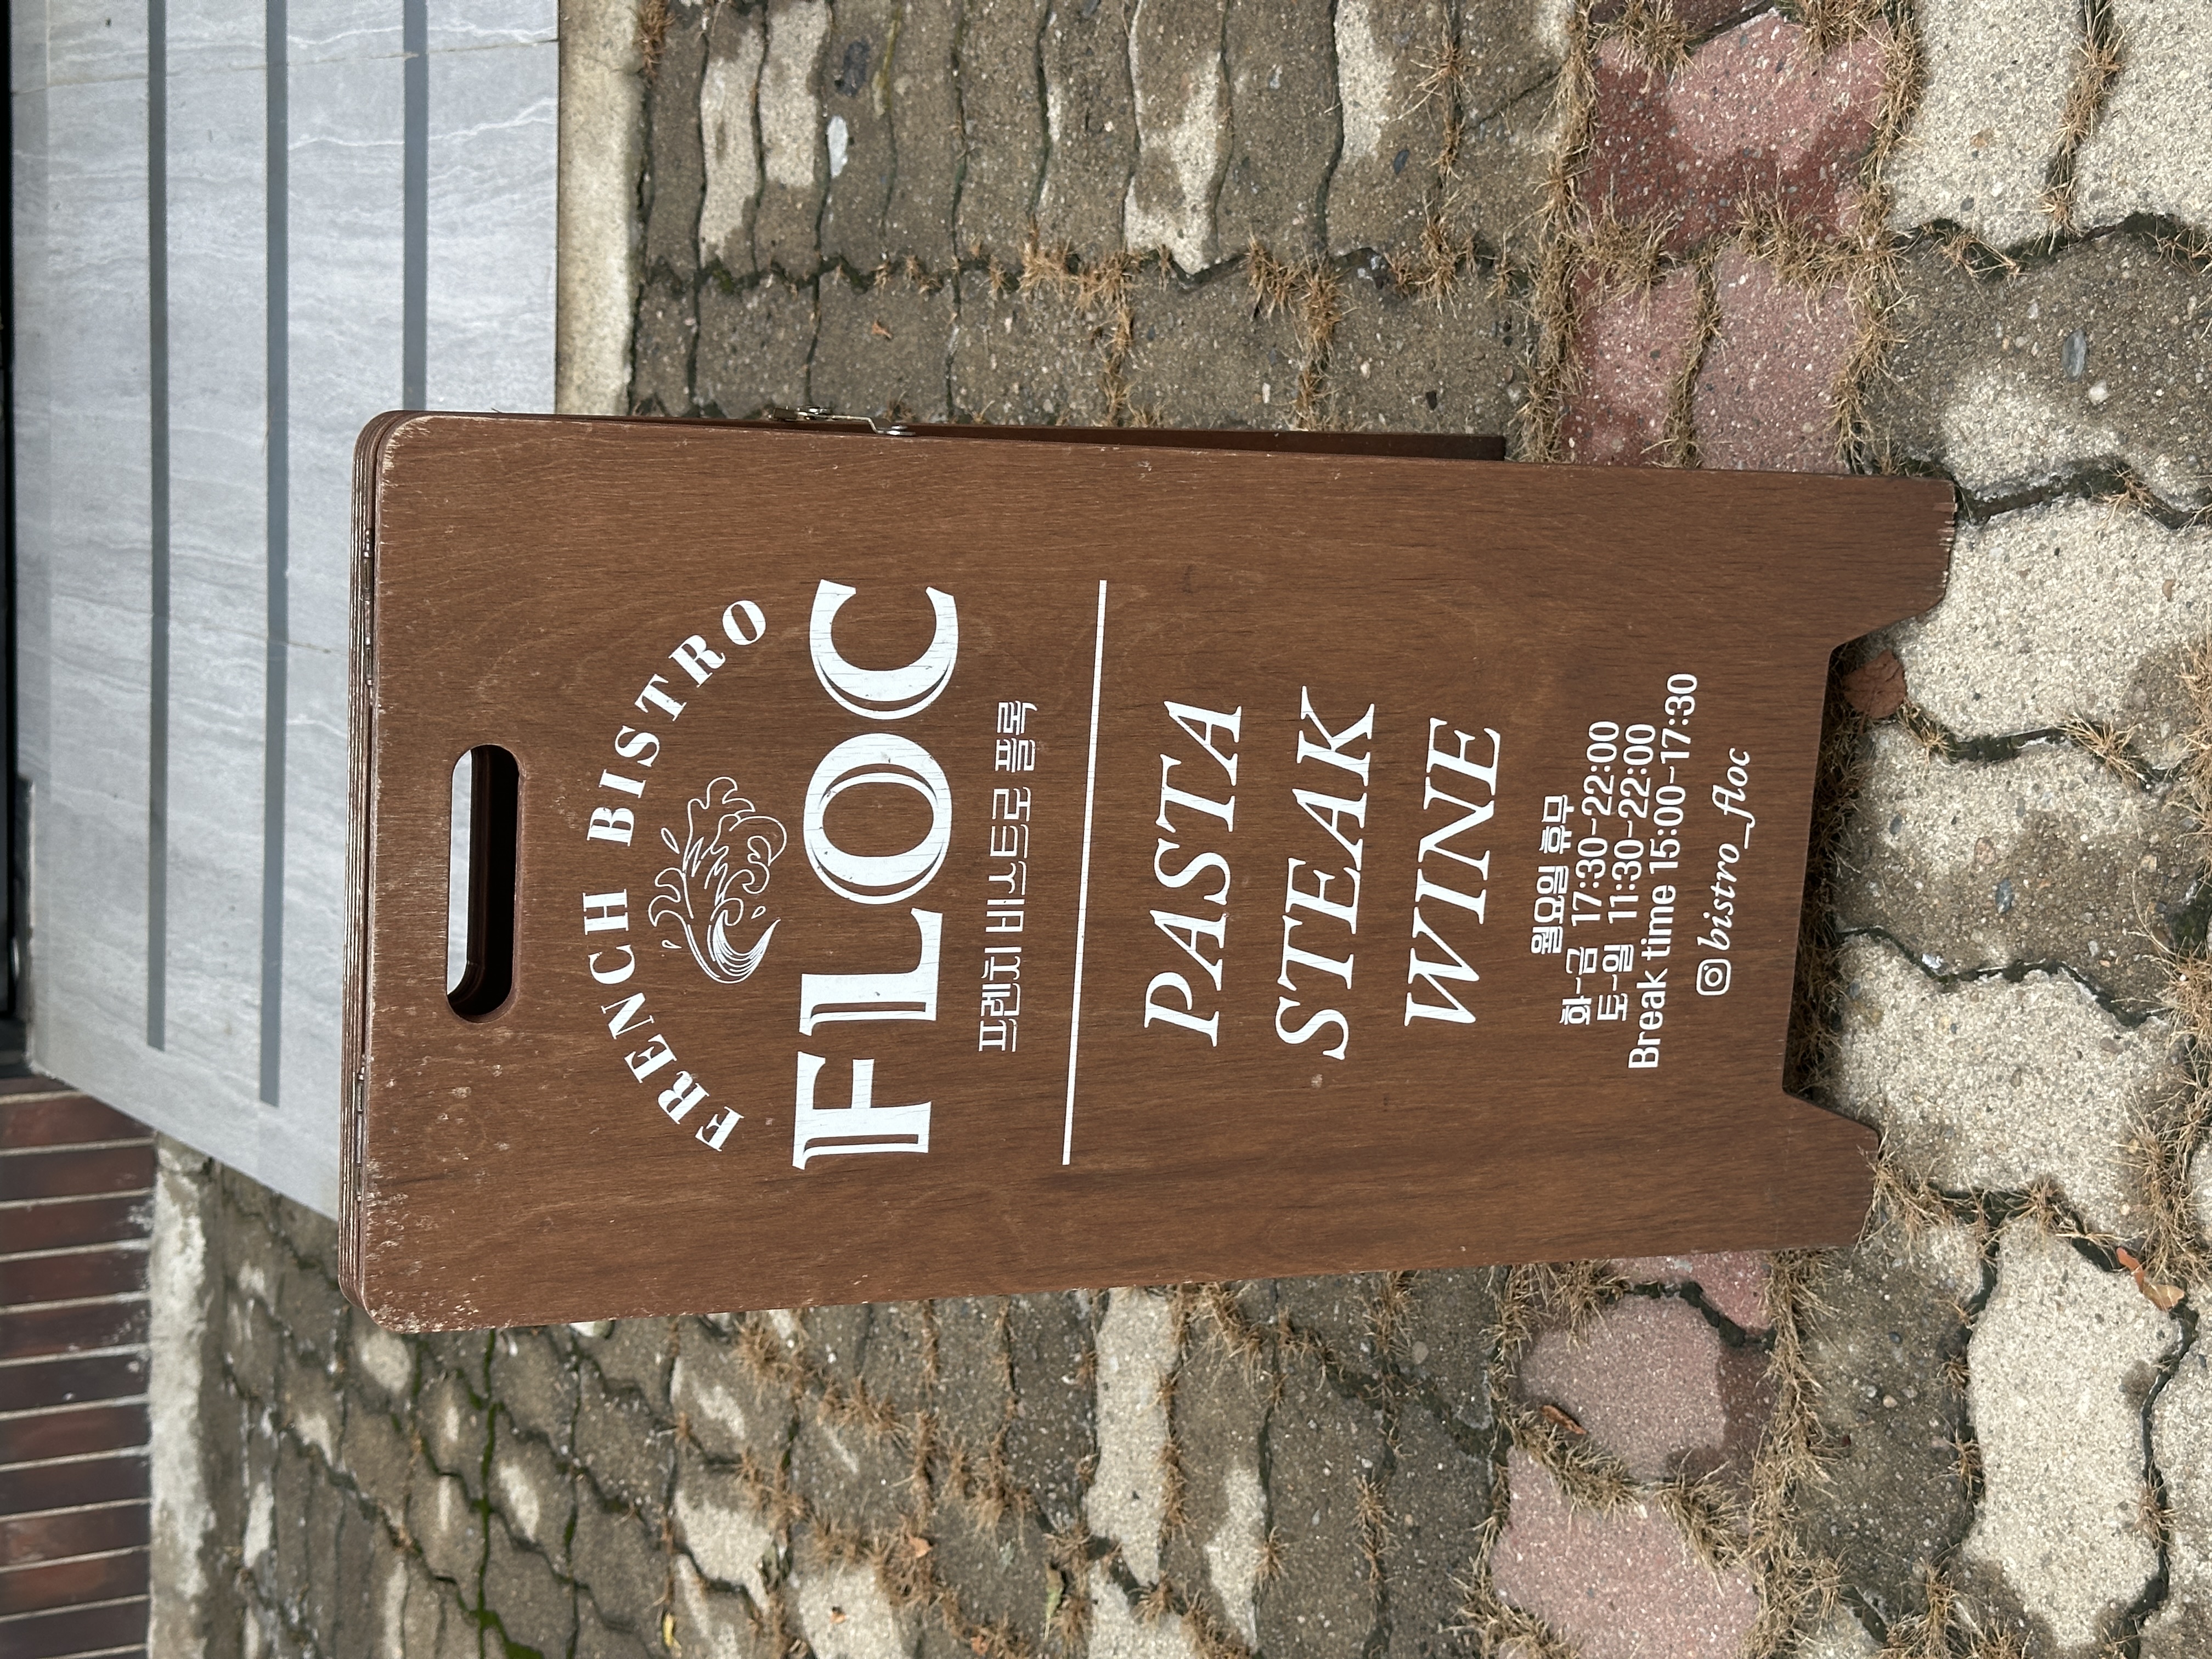 FRENCH BISTRO
FLOC
프렌치 비스트로 플록
PASTA
STEAK
WINE
월요일 휴무
화-금 17:30-22:00
토-일 11:30-22:00
Break time 15:00-17:30
bistro_floc